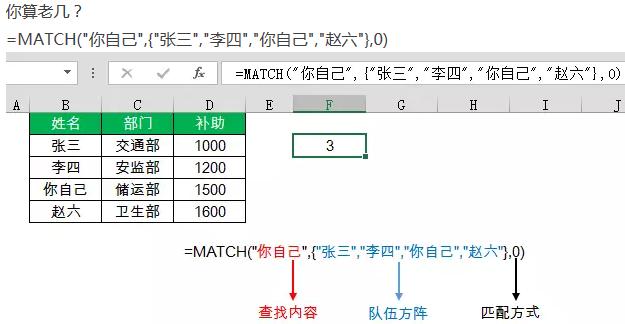 你算老几？
=MATCH("你自己",{"张三","李四","你自己","赵六"},0)
fx =MATCH("你自己", {"张三", "李四", "你自己", "赵六"}, 0)
A B C D E F G H I J
姓名 部门 补助
张三 交通部 1000 3
李四 安监部 1200
你自己 储运部 1500
赵六 卫生部 1600
=MATCH("你自己",{"张三","李四","你自己","赵六"},0)
查找内容 队伍方阵 匹配方式